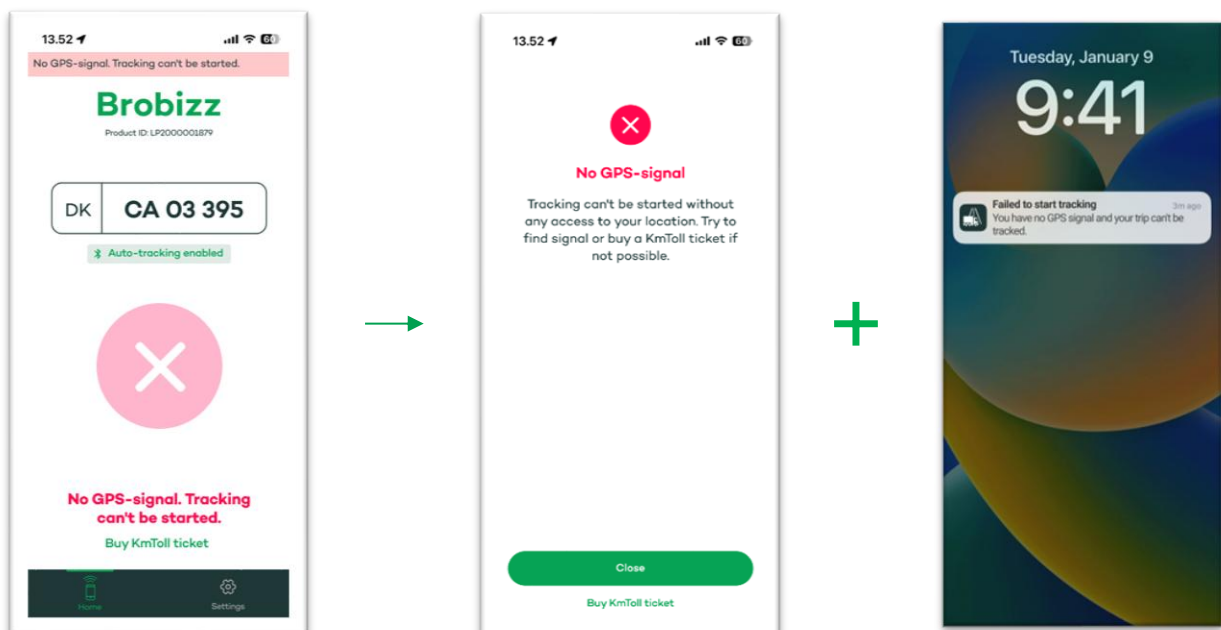 13.52
60
No GPS-signal. Tracking can't be started.
Brobizz
Product ID: LP2000001879
DK CA 03 395
Auto-tracking enabled
No GPS-signal. Tracking
can't be started.
Buy KmToll ticket
Home Settings
13.52
60
No GPS-signal
Tracking can't be started without
any access to your location. Try to
find signal or buy a KmToll ticket if
not possible.
Close
Buy KmToll ticket
Tuesday, January 9
9:41
Failed to start tracking 3m ago
You have no GPS signal and your trip can't be
tracked.